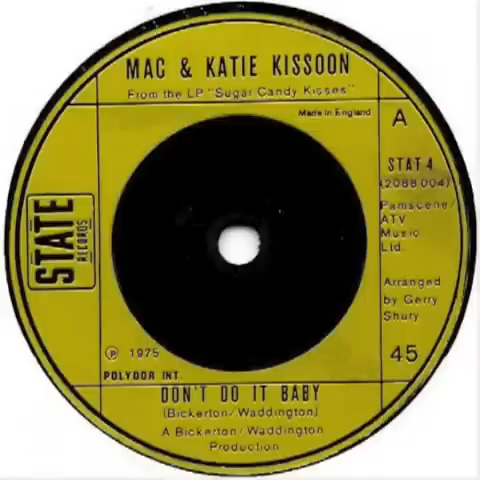 MAC & KATIE KISSOON
From the LP "Sugar Candy Kisses"
Made in England
A
STAT 4
(2088 004)
Pamscene/
ATV
Music
Ltd.
STATE
RECORDS
Arranged
by Gerry
Shury
℗ 1975
45
POLYDOR INT.
DON'T DO IT BABY
(Bickerton/Waddington)
A Bickerton/Waddington
Production